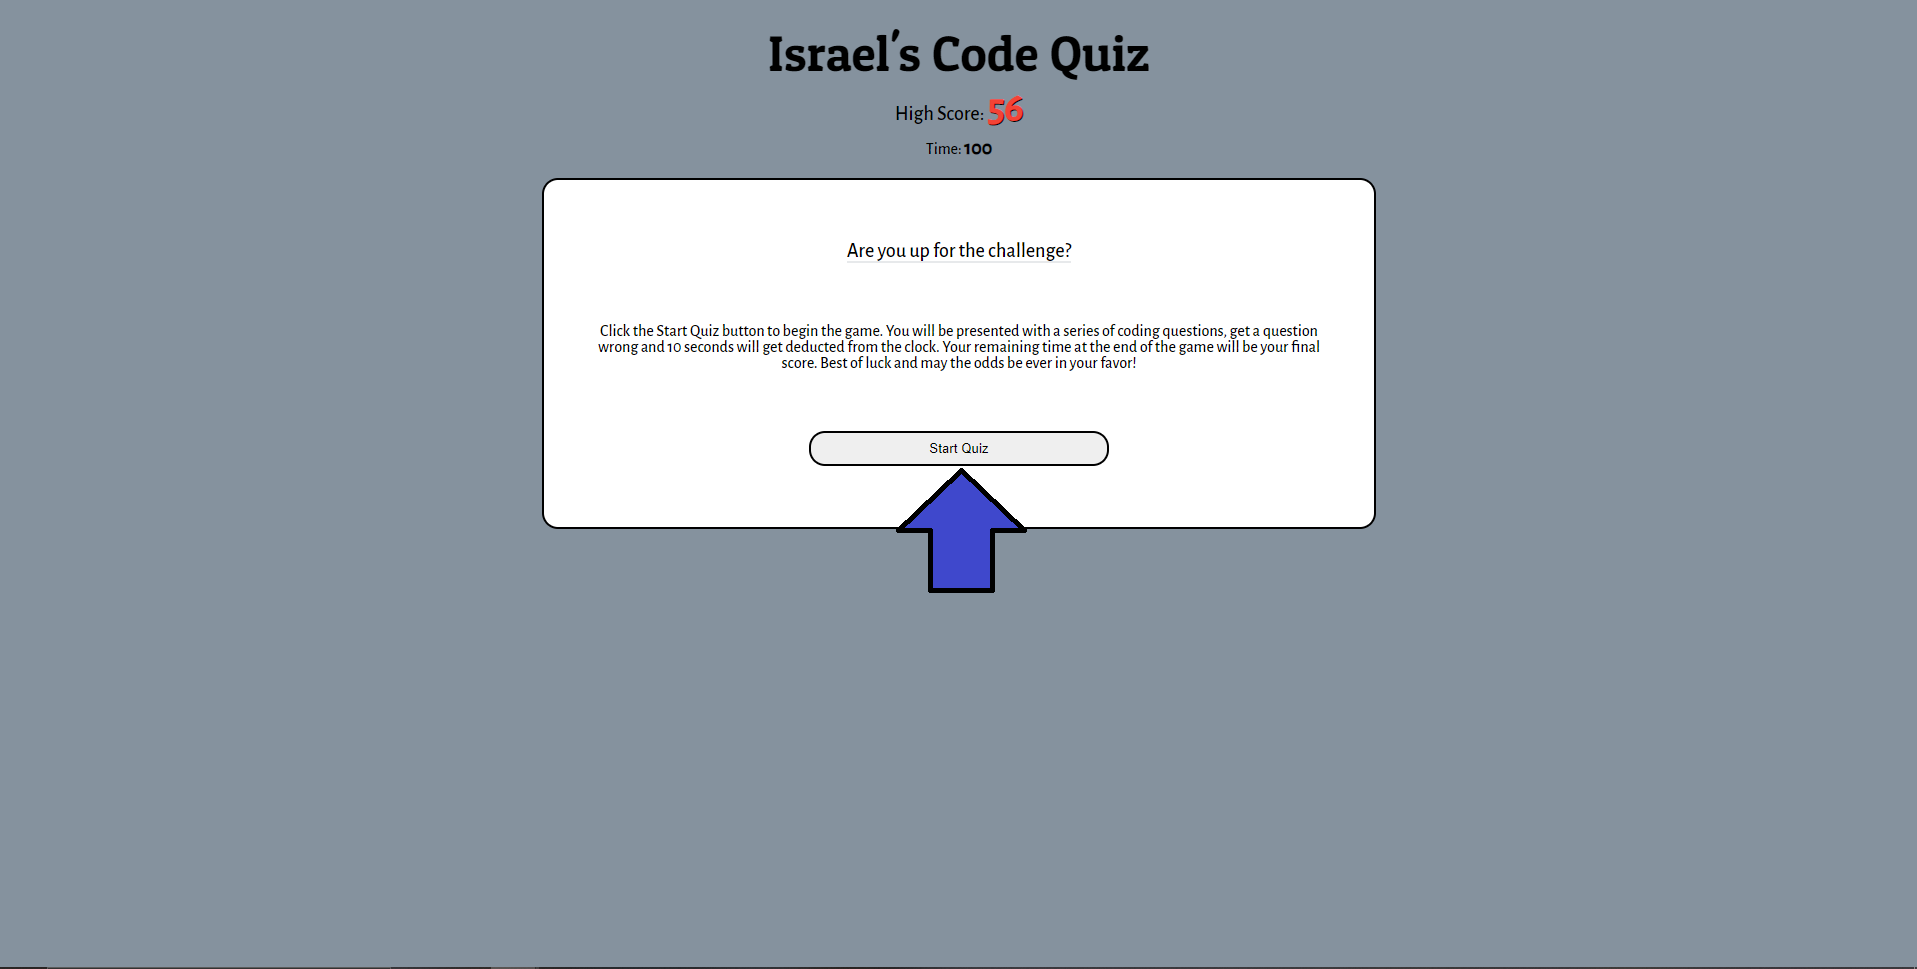 Israel's Code Quiz
High Score: 56
Time: 100
Are you up for the challenge?
Click the Start Quiz button to begin the game. You will be presented with a series of coding questions, get a question
wrong and 10 seconds will get deducted from the clock. Your remaining time at the end of the game will be your final
score. Best of luck and may the odds be ever in your favor!
Start Quiz